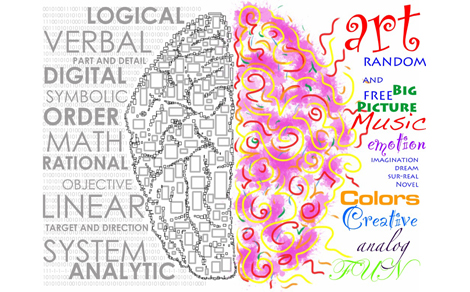 LOGICAL
VERBAL
PART AND DETAIL
DIGITAL
SYMBOLIC
ORDER
MATH
RATIONAL
OBJECTIVE
LINEAR
TARGET AND DIRECTION
SYSTEM
ANALYTIC
art
RANDOM
AND
FREE Big
Picture
Music
emotion
IMAGINATION
DREAM
SUR-REAL
NOVEL
Colors
Creative
analog
FUN